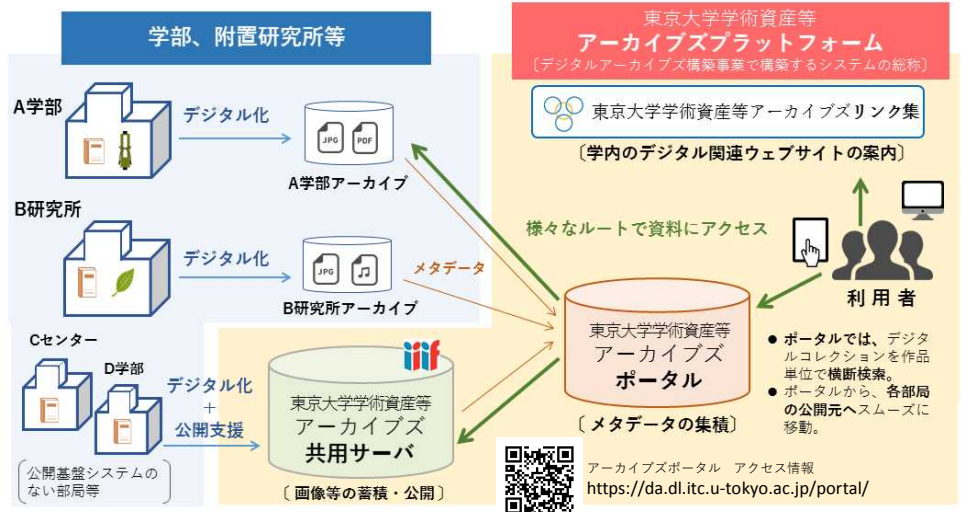 学部、附置研究所等
東京大学学術資産等
アーカイブズプラットフォーム
〔デジタルアーカイブズ構築事業で構築するシステムの総称〕
A学部
デジタル化
JPG
PDF
A学部アーカイブ
東京大学学術資産等アーカイブズリンク集
〔学内のデジタル関連ウェブサイトの案内〕
B研究所
デジタル化
JPG
B研究所アーカイブ
メタデータ
様々なルートで資料にアクセス
利用者
Cセンター
D学部
デジタル化
+
公開支援
公開基盤システムの
ない部局等
iiif
東京大学学術資産等
アーカイブズ
共用サーバ
〔 画像等の蓄積・公開 〕
東京大学学術資産等
アーカイブズ
ポータル
〔 メタデータの集積 〕
● ポータルでは、デジタ
ルコレクションを作品
単位で横断検索。
● ポータルから、各部局
の公開元へスムーズに
移動。
アーカイブズポータル アクセス情報
https://da.dl.itc.u-tokyo.ac.jp/portal/